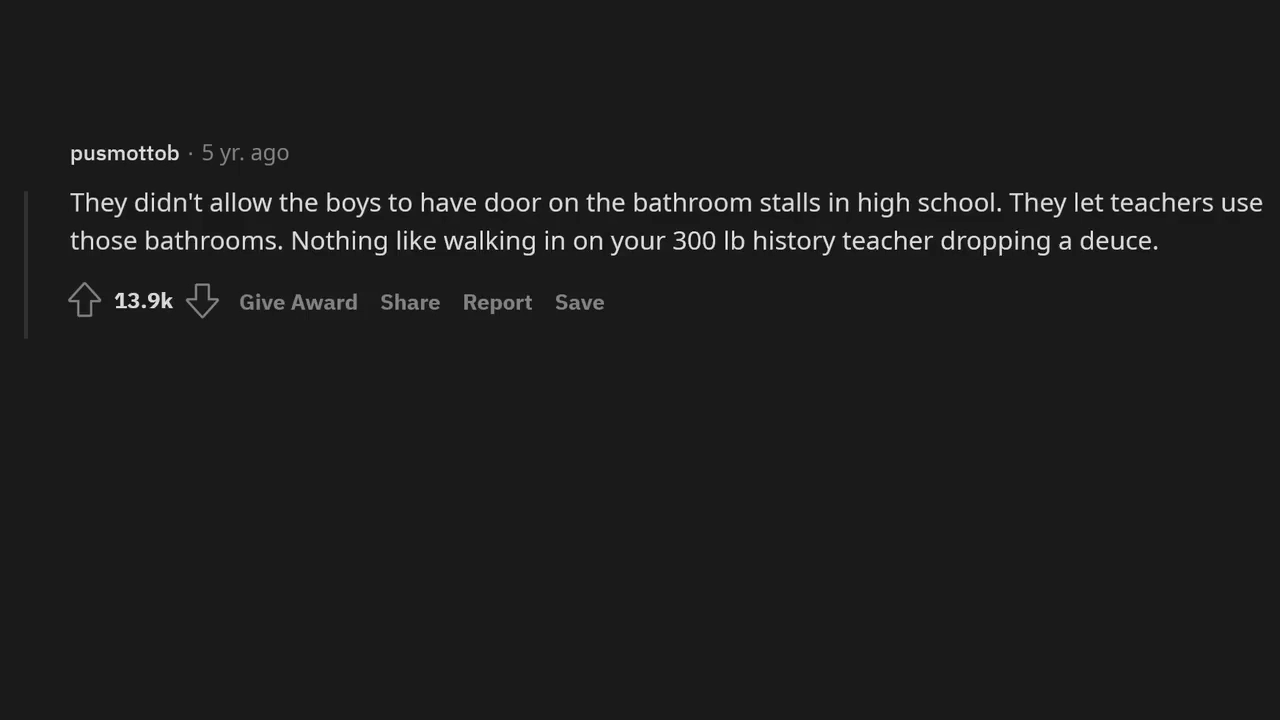 pusmottob · 5 yr. ago
They didn't allow the boys to have door on the bathroom stalls in high school. They let teachers use
those bathrooms. Nothing like walking in on your 300 lb history teacher dropping a deuce.
13.9k Give Award Share Report Save